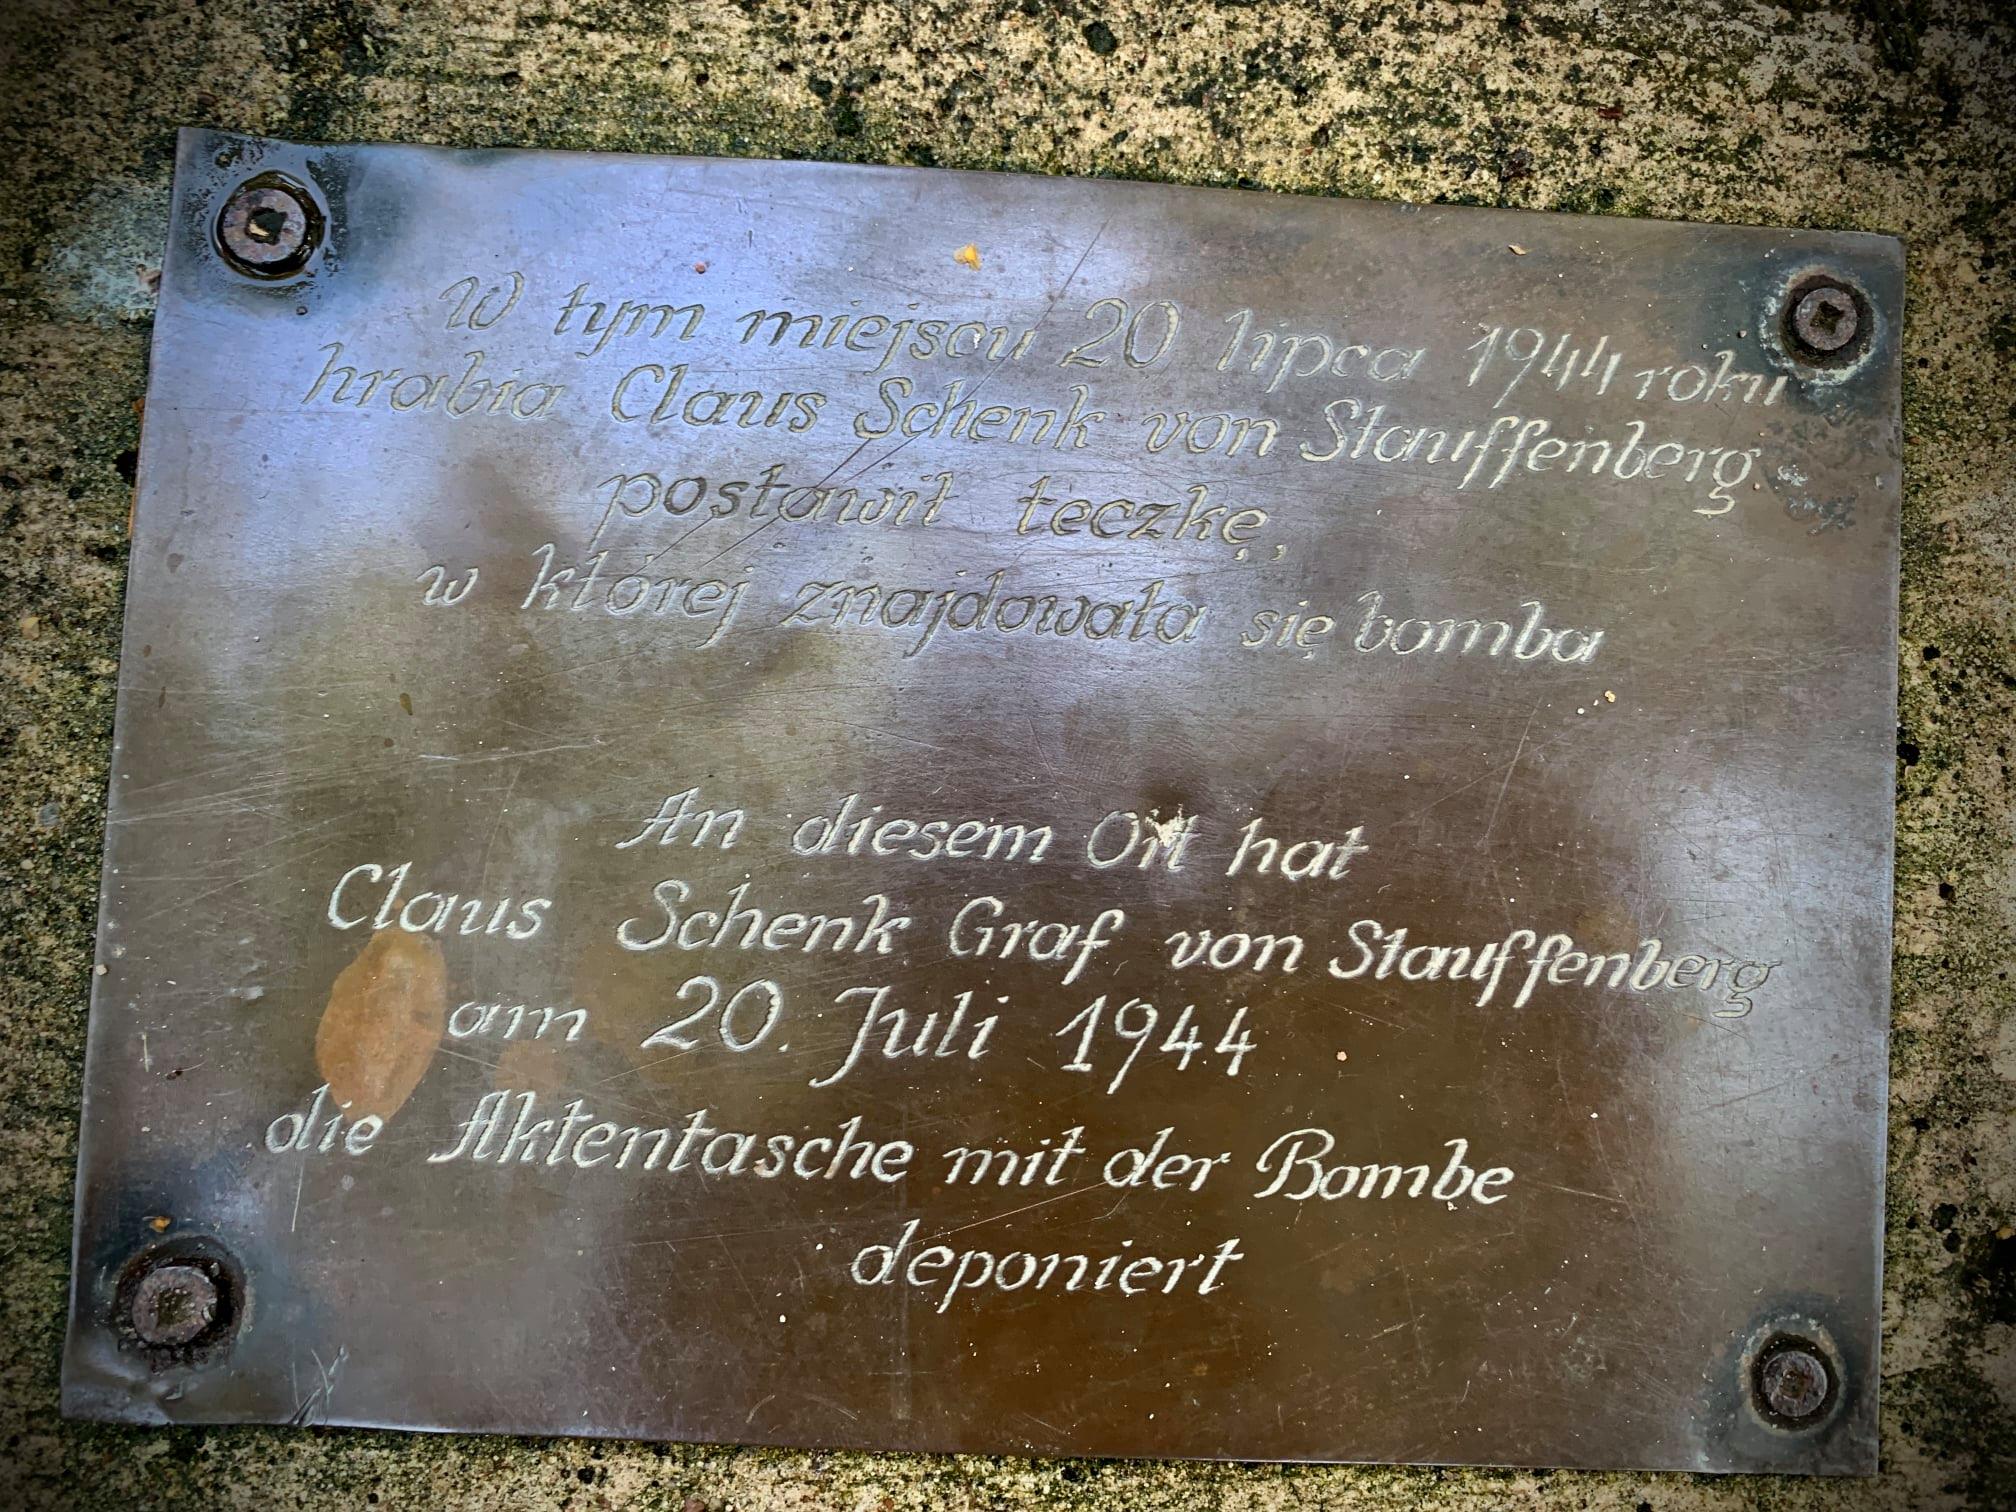 W tym miejscu 20 lipca 1944 roku
hrabia Claus Schenk von Stauffenberg
postawił teczkę,
w której znajdowała się bomba
An diesem Ort hat
Claus Schenk Graf von Stauffenberg
am 20. Juli 1944
die Aktentasche mit der Bombe
deponiert